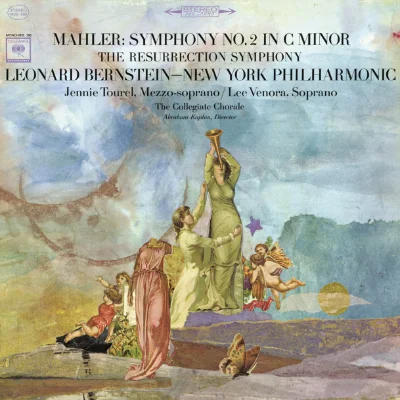 MAHLER: SYMPHONY NO. 2 IN C MINOR
THE RESURRECTION SYMPHONY
LEONARD BERNSTEIN—NEW YORK PHILHARMONIC
Jennie Tourel, Mezzo-soprano/Lee Venora, Soprano
The Collegiate Chorale
Abraham Kaplan, Director